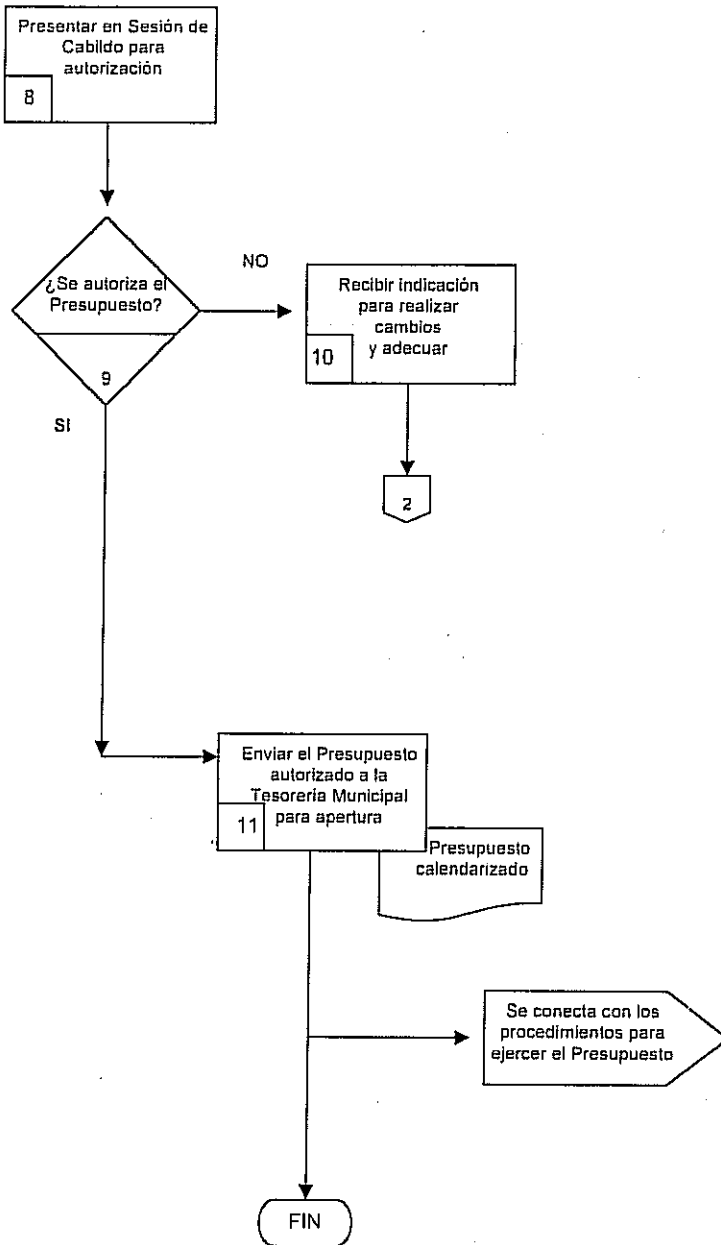 Presentar en Sesión de
Cabildo para
autorización
8
¿Se autoriza el
Presupuesto?
9
NO
SI
Recibir indicación
para realizar
cambios
y adecuar
10
2
Enviar el Presupuesto
autorizado a la
Tesorería Municipal
para apertura
11
Presupuesto
calendarizado
Se conecta con los
procedimientos para
ejercer el Presupuesto
FIN